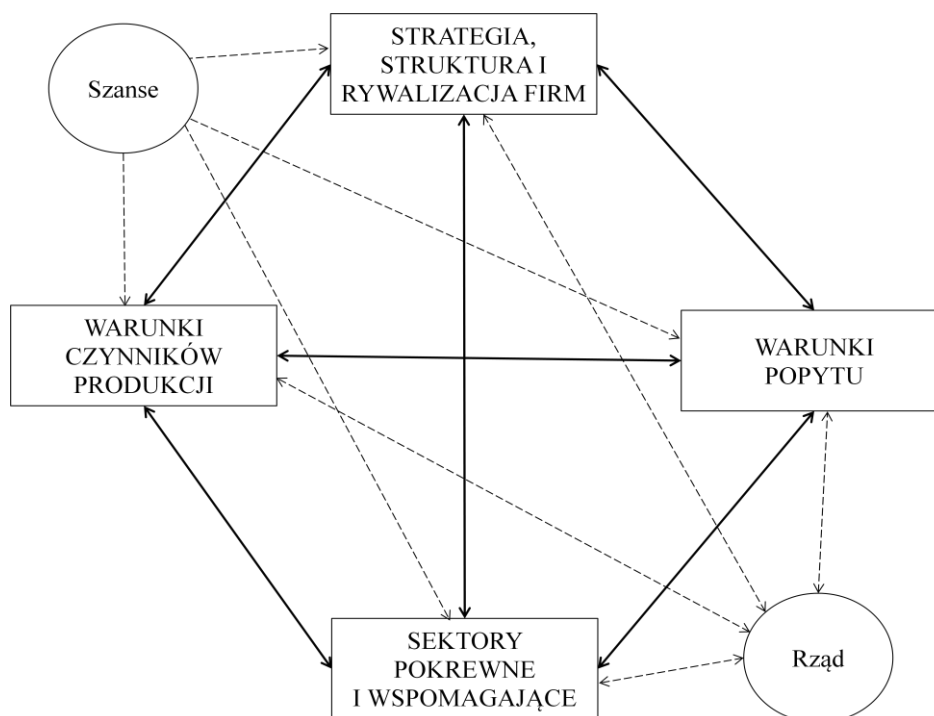 STRATEGIA,
STRUKTURA I
RYWALIZACJA FIRM
Szanse
WARUNKI
CZYNNIKÓW
PRODUKCJI
WARUNKI
POPYTU
SEKTORY
POKREWNE
I WSPOMAGAJĄCE
Rząd